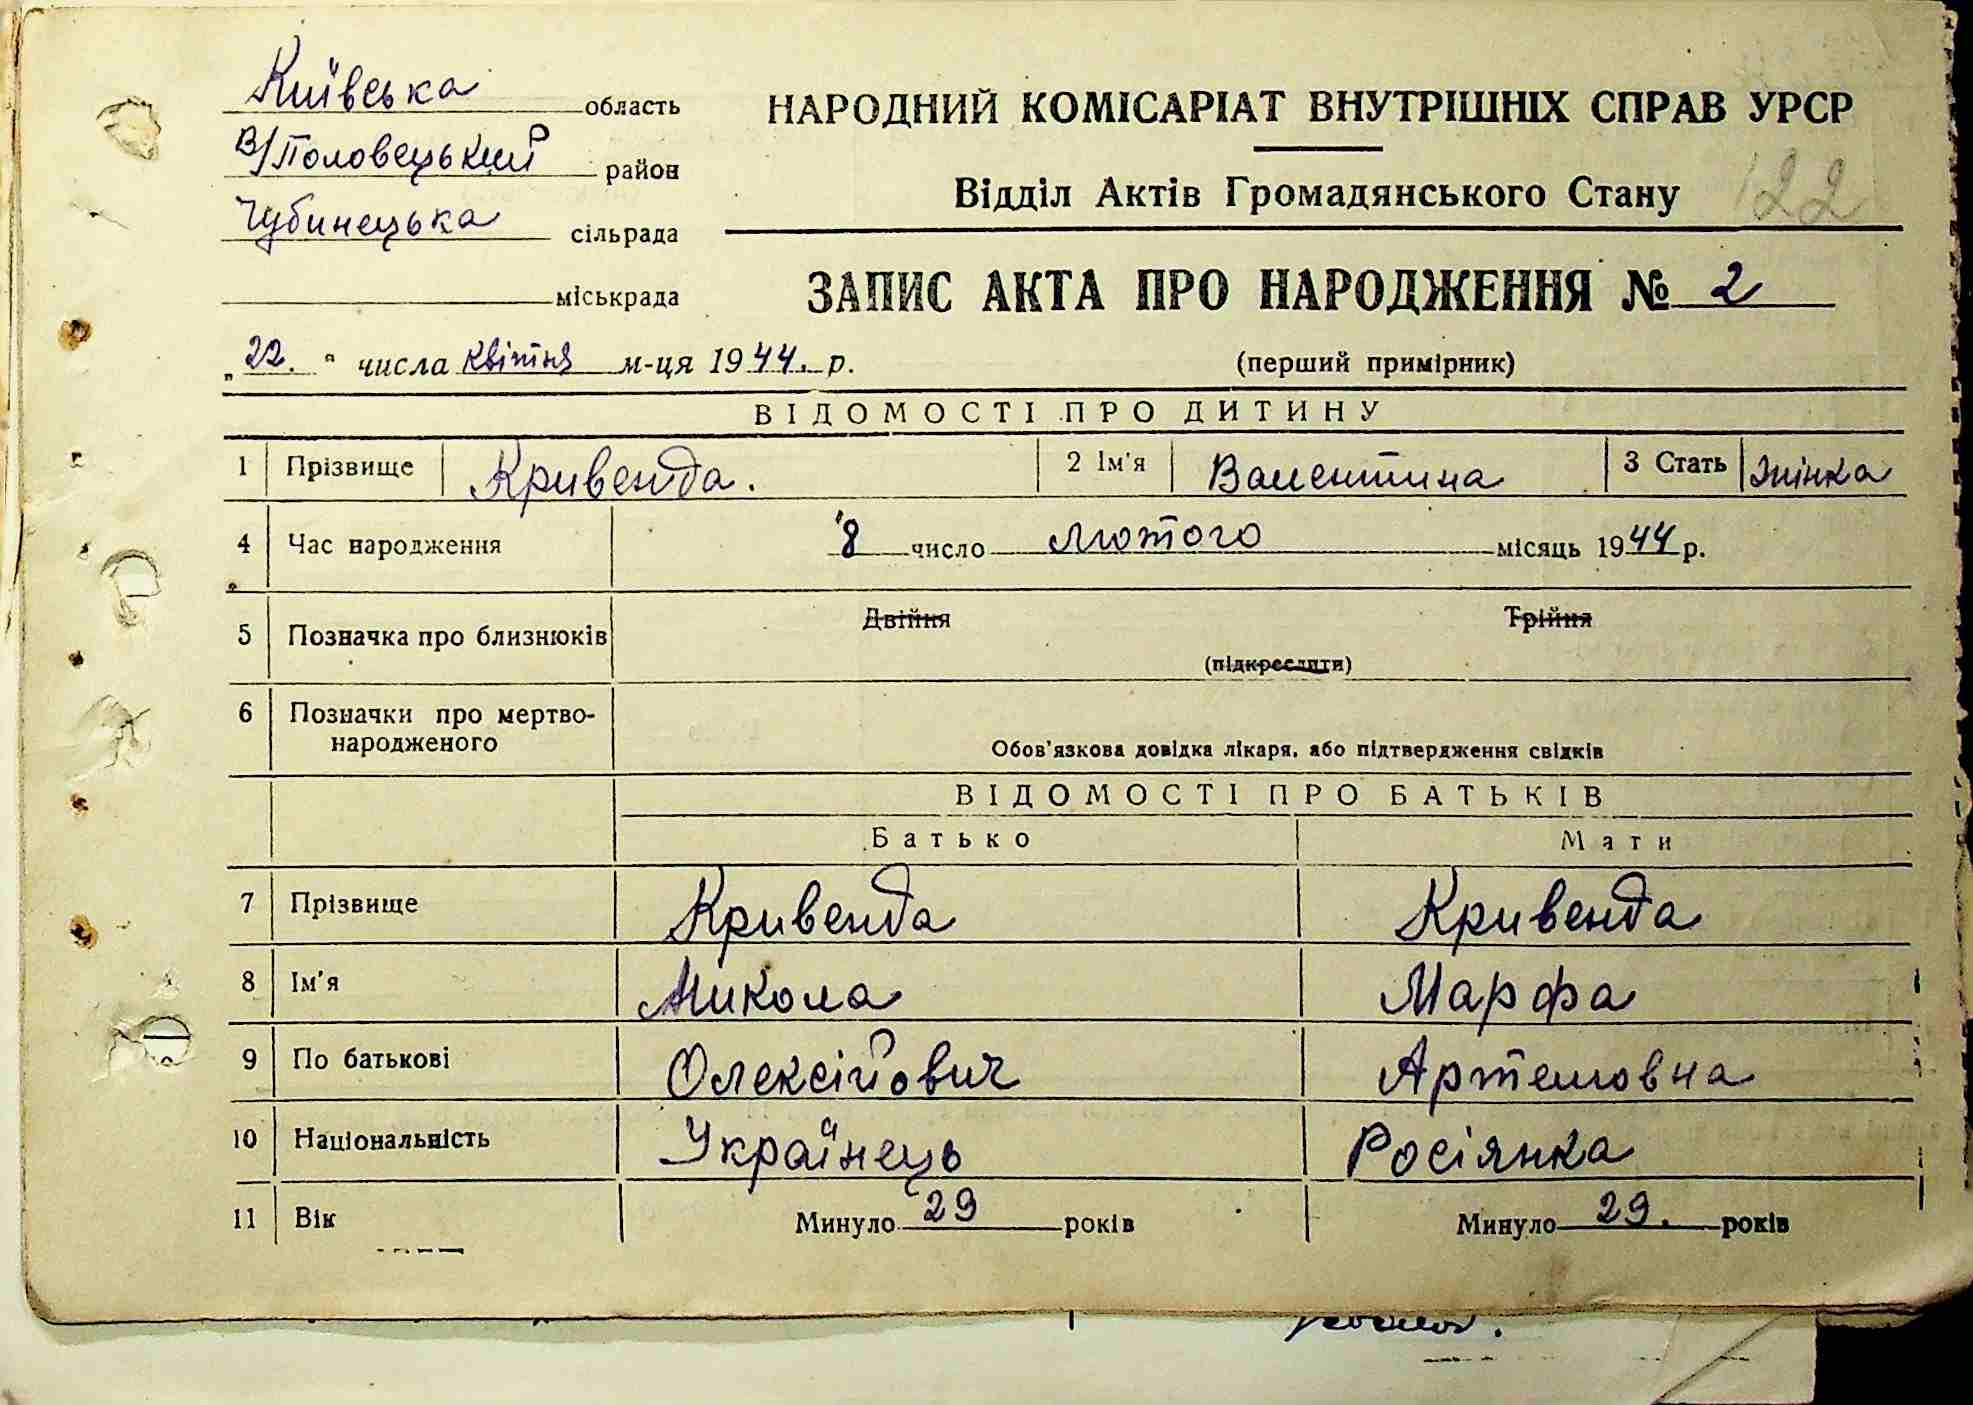 Київська область
В/Половецький район
Чубинецька сільрада
міськрада
НАРОДНИЙ КОМІСАРІАТ ВНУТРІШНІХ СПРАВ УРСР
Відділ Актів Громадянського Стану
122
ЗАПИС АКТА ПРО НАРОДЖЕННЯ № 2
„22." числа квітня м-ця 1944. р.
(перший примірник)
ВІДОМОСТІ ПРО ДИТИНУ
1 Прізвище Кривенда. 2 Ім'я Валентина 3 Стать жінка
4 Час народження 8 число лютого місяць 1944 р.
5 Позначка про близнюків Двійня Трійня
(підкреслити)
6 Позначки про мертво-
народженого
Обов'язкова довідка лікаря, або підтвердження свідків
ВІДОМОСТІ ПРО БАТЬКІВ
Батько Мати
7 Прізвище Кривенда Кривенда
8 Ім'я Микола Марфа
9 По батькові Олексійович Артемовна
10 Національність Українець Росіянка
11 Вік Минуло 29 років Минуло 29. років